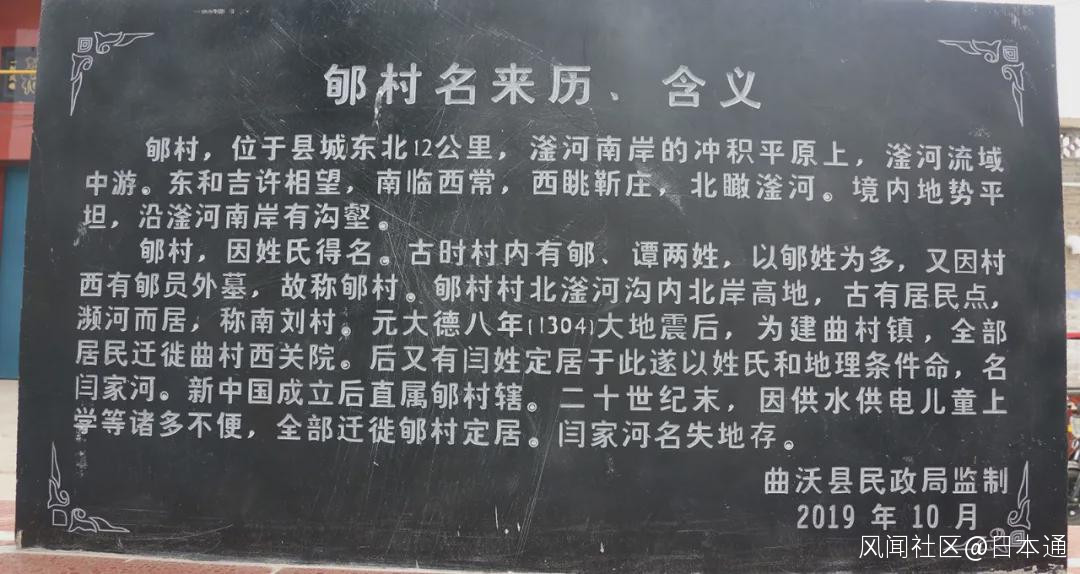 郇村名来历、含义
郇村，位于县城东北12公里，滏河南岸的冲积平原上，滏河流域
中游。东和吉许相望，南临西常，西眺靳庄，北瞰滏河。境内地势平
坦，沿滏河南岸有沟壑。
郇村，因姓氏得名。古时村内有郇、谭两姓，以郇姓为多，又因村
西有郇员外墓，故称郇村。郇村村北滏河沟内北岸高地，古有居民点，
濒河而居，称南刘村。元大德八年(1304)大地震后，为建曲村镇，全部
居民迁徙曲村西关院。后又有闫姓定居于此遂以姓氏和地理条件命，名
闫家河。新中国成立后直属郇村辖。二十世纪末，因供水供电儿童上
学等诸多不便，全部迁徙郇村定居。闫家河名失地存。
曲沃县民政局监制
2019 年 10 月
风闻社区@日本通